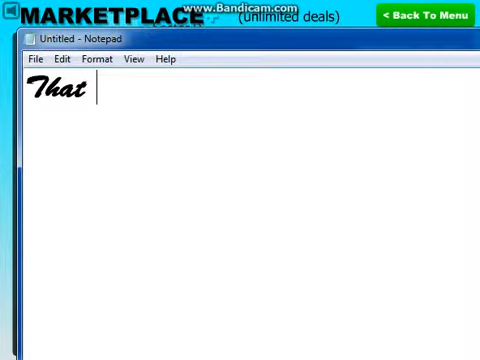 MARKETPLACE
www.Bandicam.com
(unlimited deals)
< Back To Menu
Untitled - Notepad
File Edit Format View Help
That